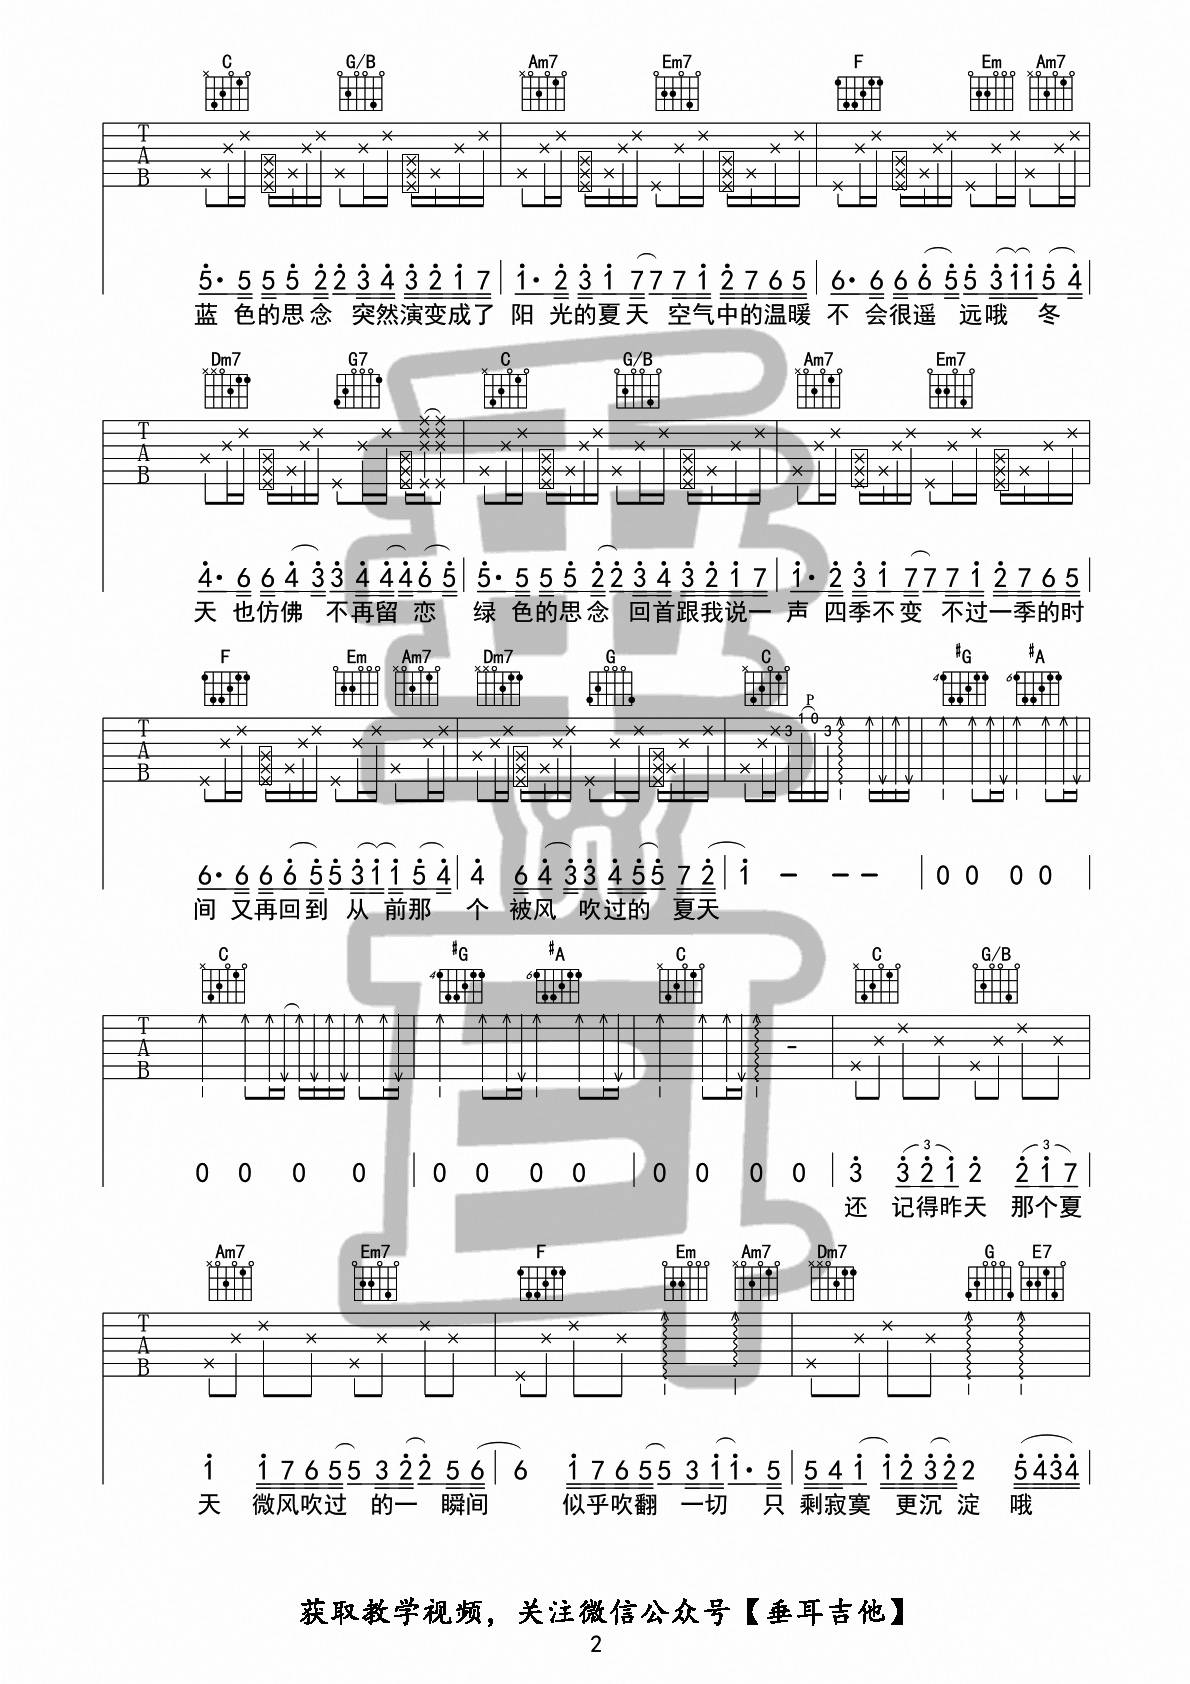 C G/B Am7 Em7 F Em Am7
T A B
5· 5 5 5 2 2 3 4 3 2 1 7 1· 2 3 1 7 7 7 1 2 7 6 5 6· 6 6 6 5 5 3 1 1 5 4
蓝 色的思念 突然演变成了 阳 光的夏天 空气中的温暖 不 会很遥 远哦 冬
Dm7 G7 C G/B Am7 Em7
T A B
4· 6 6 4 3 3 4 4 4 6 5 5· 5 5 5 2 2 3 4 3 2 1 7 1· 2 3 1 7 7 7 1 2 7 6 5
天 也仿佛 不再留 恋 绿 色的思念 回首跟我说一 声 四季不变 不过一季的时
F Em Am7 Dm7 G C #G #A
4 6
P
T A B 3 1 0 3
6· 6 6 6 5 5 3 1 1 5 4 4 6 4 3 3 4 5 5 7 2 1 – – – 0 0 0 0
间 又再回到 从 前那 个 被风 吹过的 夏天
C #G #A C C G/B
4 6
T A B –
3 3
0 0 0 0 0 0 0 0 0 0 0 0 3 3 2 1 2 2 1 7
还 记得昨天 那个夏
Am7 Em7 F Em Am7 Dm7 G E7
T A B
1 1 7 6 5 5 3 2 2 5 6 6 1 7 6 5 5 3 1 1· 5 5 4 1 1 2 3 2 2 5 4 3 4
天 微风吹过 的一 瞬间 似乎吹翻 一切 只 剩寂寞 更沉 淀 哦
获取教学视频，关注微信公众号【垂耳吉他】
2